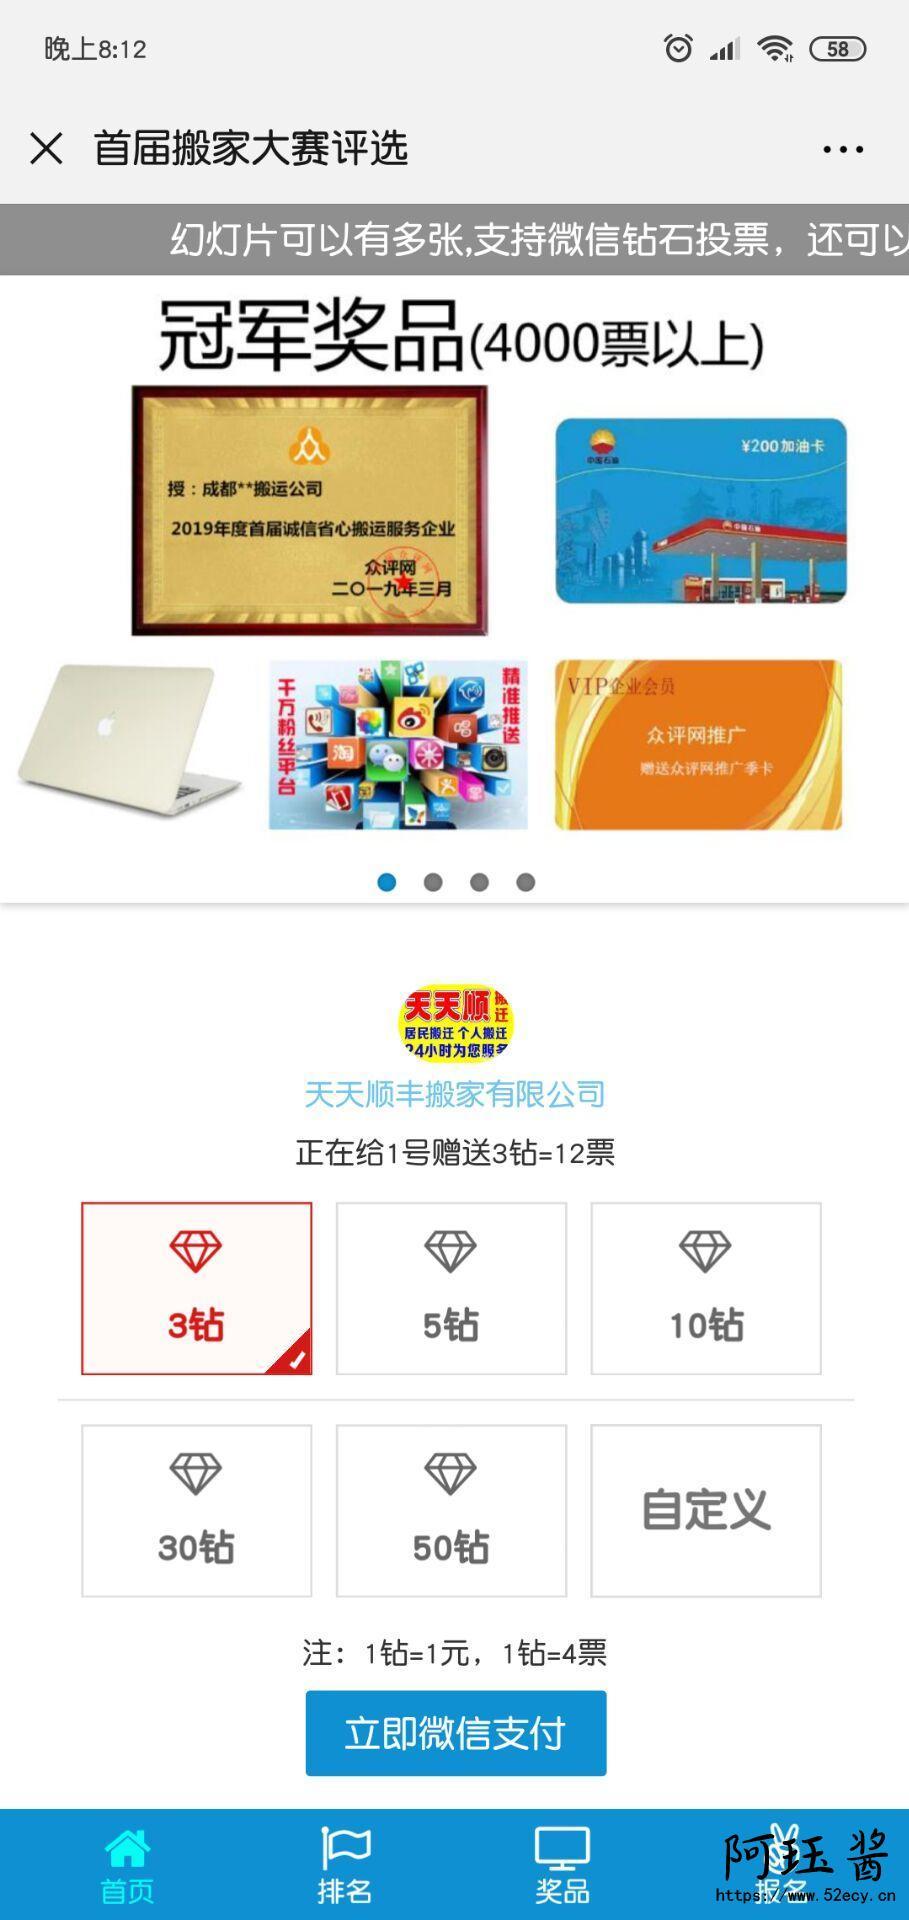 晚上8:12
58
首届搬家大赛评选
幻灯片可以有多张,支持微信钻石投票，还可以
冠军奖品(4000票以上)
授：成都**搬运公司
2019年度首届诚信省心搬运服务企业
众评网
二〇一九年三月
中国石油
¥200加油卡
中国石油
千万粉丝平台
精准推送
淘
唱
VIP企业会员
众评网推广
赠送众评网推广季卡
天天顺搬迁
居民搬迁 个人搬迁
24小时为您服务
天天顺丰搬家有限公司
正在给1号赠送3钻=12票
3钻
5钻
10钻
30钻
50钻
自定义
注：1钻=1元，1钻=4票
立即微信支付
首页
排名
奖品
报名
阿珏酱
https://www.52ecy.cn